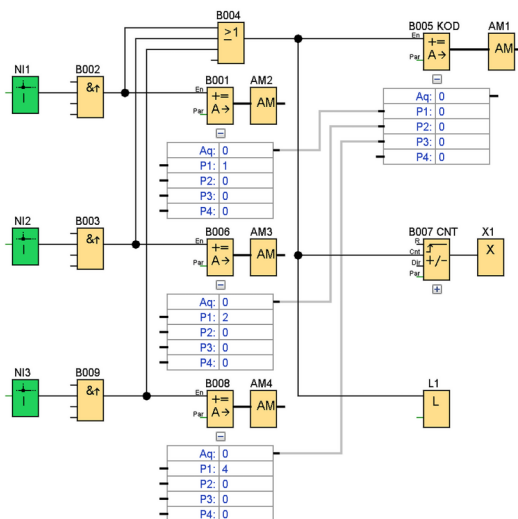 B004
>1
B005 KOD
AM1
En
+=
A→
AM
Par
NI1
B002
&↑
B001
AM2
En
+=
A→
AM
Par
Aq: 0
P1: 0
P2: 0
P3: 0
P4: 0
Aq: 0
P1: 1
P2: 0
P3: 0
P4: 0
NI2
B003
&↑
B006
AM3
En
+=
A→
AM
Par
B007 CNT
X1
R
Cnt
Dir
Par
+/-
X
Aq: 0
P1: 2
P2: 0
P3: 0
P4: 0
NI3
B009
&↑
B008
AM4
En
+=
A→
AM
Par
L1
L
Aq: 0
P1: 4
P2: 0
P3: 0
P4: 0